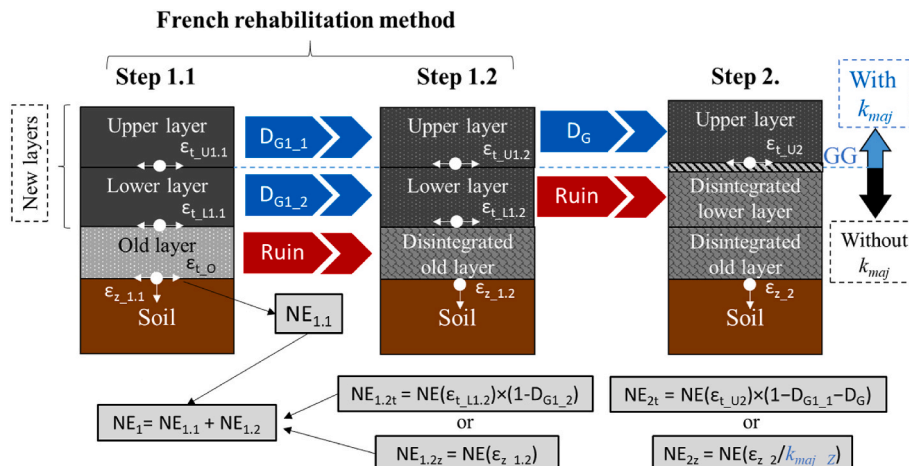 French rehabilitation method
Step 1.1
Step 1.2
Step 2.
With
k_maj
New layers
Upper layer
ε_t_U1.1
D_G1_1
Upper layer
ε_t_U1.2
D_G
Upper layer
ε_t_U2
GG
Lower layer
ε_t_L1.1
D_G1_2
Lower layer
ε_t_L1.2
Ruin
Disintegrated
lower layer
Without
k_maj
Old layer
ε_t_O
Ruin
Disintegrated
old layer
Disintegrated
old layer
ε_z_1.1
Soil
ε_z_1.2
Soil
ε_z_2
Soil
NE_1.1
NE_1= NE_1.1 + NE_1.2
NE_1.2t = NE(ε_t_L1.2)×(1-D_G1_2)
or
NE_1.2z = NE(ε_z_1.2)
NE_2t = NE(ε_t_U2)×(1−D_G1_1−D_G)
or
NE_2z = NE(ε_z_2/k_maj_Z)